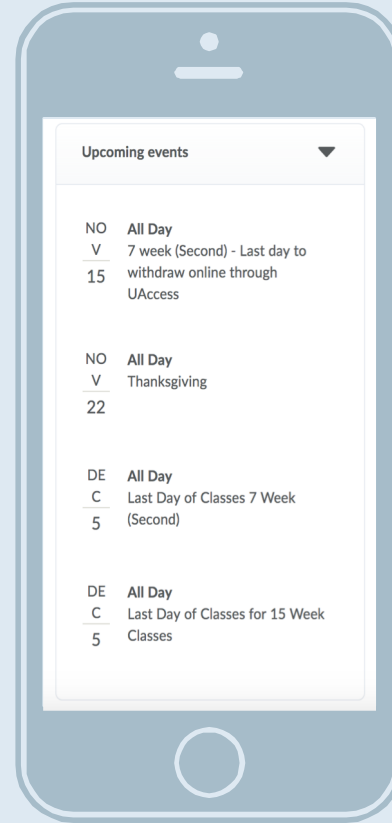 Upcoming events
NO
V
15
All Day
7 week (Second) - Last day to
withdraw online through
UAccess
NO
V
22
All Day
Thanksgiving
DE
C
5
All Day
Last Day of Classes 7 Week
(Second)
DE
C
5
All Day
Last Day of Classes for 15 Week
Classes